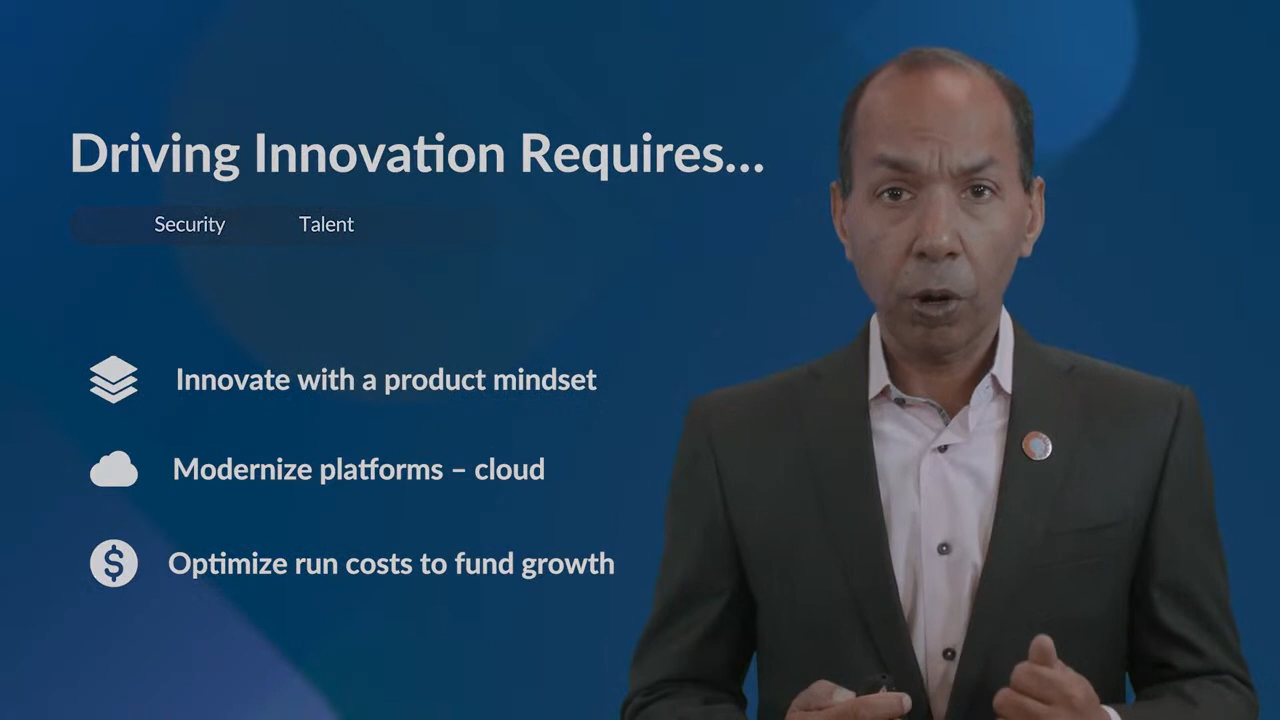 Driving Innovation Requires...
Security Talent
Innovate with a product mindset
Modernize platforms – cloud
Optimize run costs to fund growth